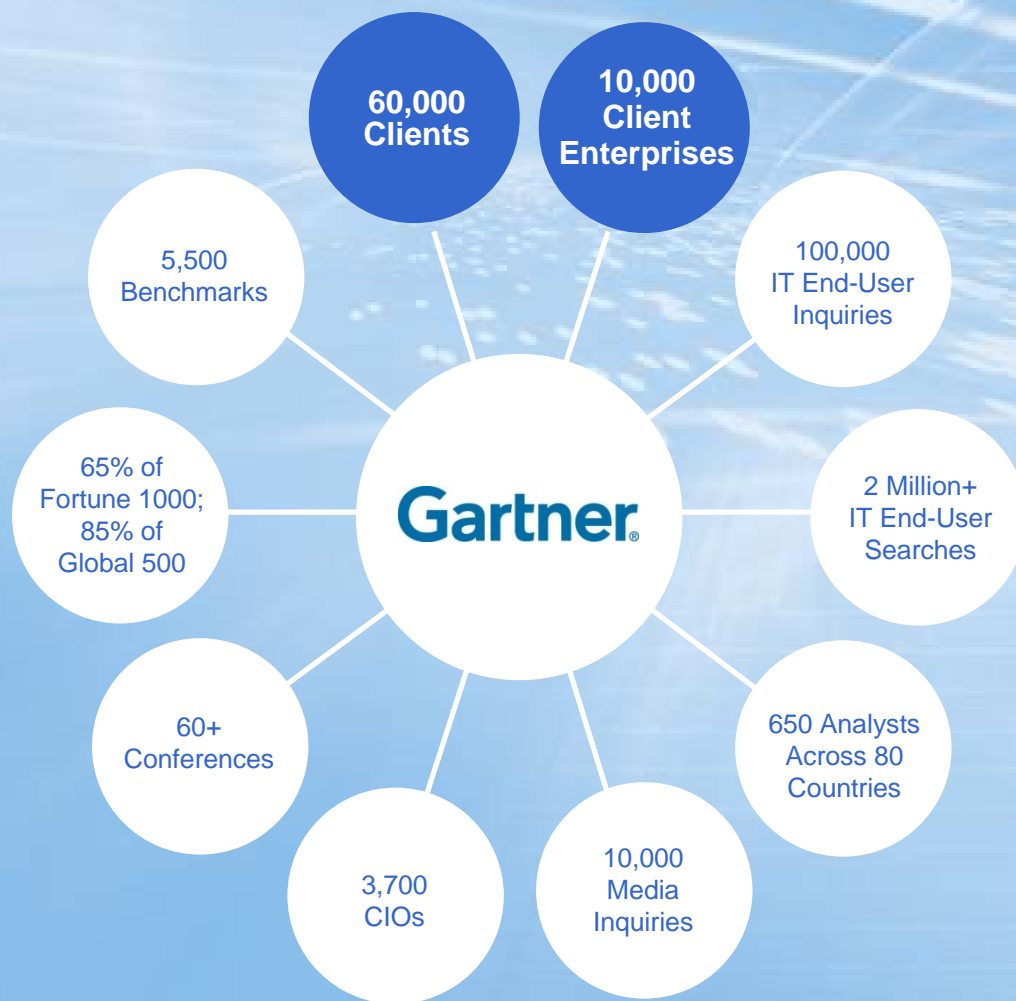 60,000
Clients
10,000
Client
Enterprises
100,000
IT End-User
Inquiries
2 Million+
IT End-User
Searches
650 Analysts
Across 80
Countries
10,000
Media
Inquiries
3,700
CIOs
60+
Conferences
65% of
Fortune 1000;
85% of
Global 500
5,500
Benchmarks
Gartner®